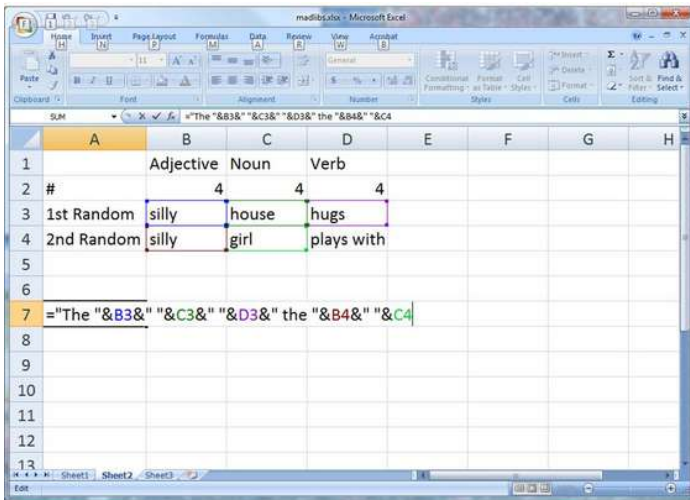 madlibs.xlsx - Microsoft Excel
Home Insert Page Layout Formulas Data Review View Acrobat
H N P M A R W B
Paste
11 A A General
B I U $ % ,
Conditional Formatting Format as Table Cell Styles
Insert
Delete
Format
Sort & Filter Find & Select
Clipboard Font Alignment Number Styles Cells Editing
SUM ="The "&B3&" "&C3&" "&D3&" the "&B4&" "&C4
A B C D E F G H
1 Adjective Noun Verb
2 # 4 4 4
3 1st Random silly house hugs
4 2nd Random silly girl plays with
5
6
7 ="The "&B3&" "&C3&" "&D3&" the "&B4&" "&C4
8
9
10
11
12
13
Sheet1 Sheet2 Sheet3
Edit